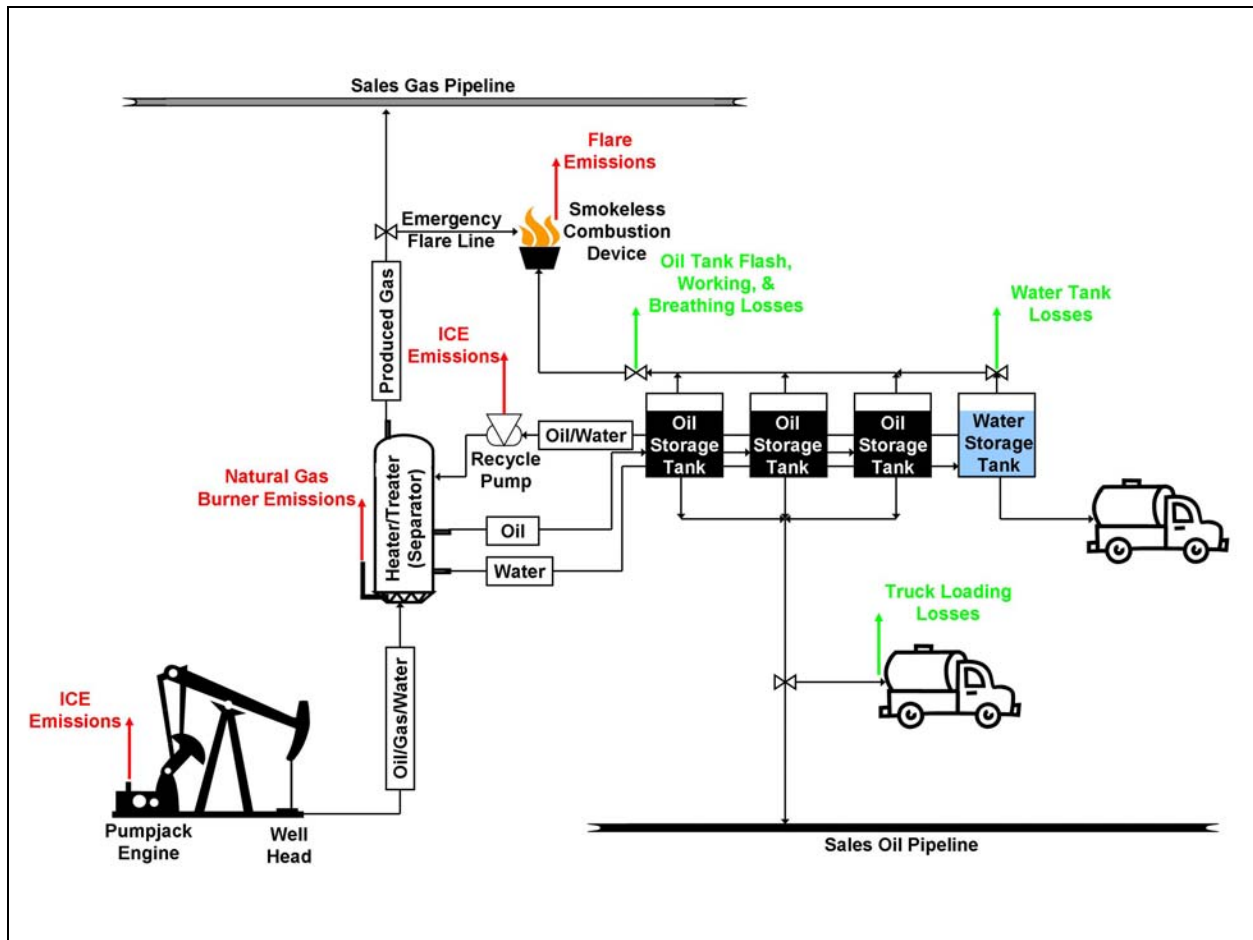 Sales Gas Pipeline
Flare
Emissions
Emergency
Flare Line
Smokeless
Combustion
Device
Oil Tank Flash,
Working, &
Breathing Losses
Water Tank
Losses
Produced Gas
ICE
Emissions
Oil/Water
Recycle
Pump
Oil
Storage
Tank
Oil
Storage
Tank
Oil
Storage
Tank
Water
Storage
Tank
Natural Gas
Burner Emissions
Heater/Treater
(Separator)
Oil
Water
Truck Loading
Losses
Oil/Gas/Water
ICE
Emissions
Pumpjack
Engine
Well
Head
Sales Oil Pipeline